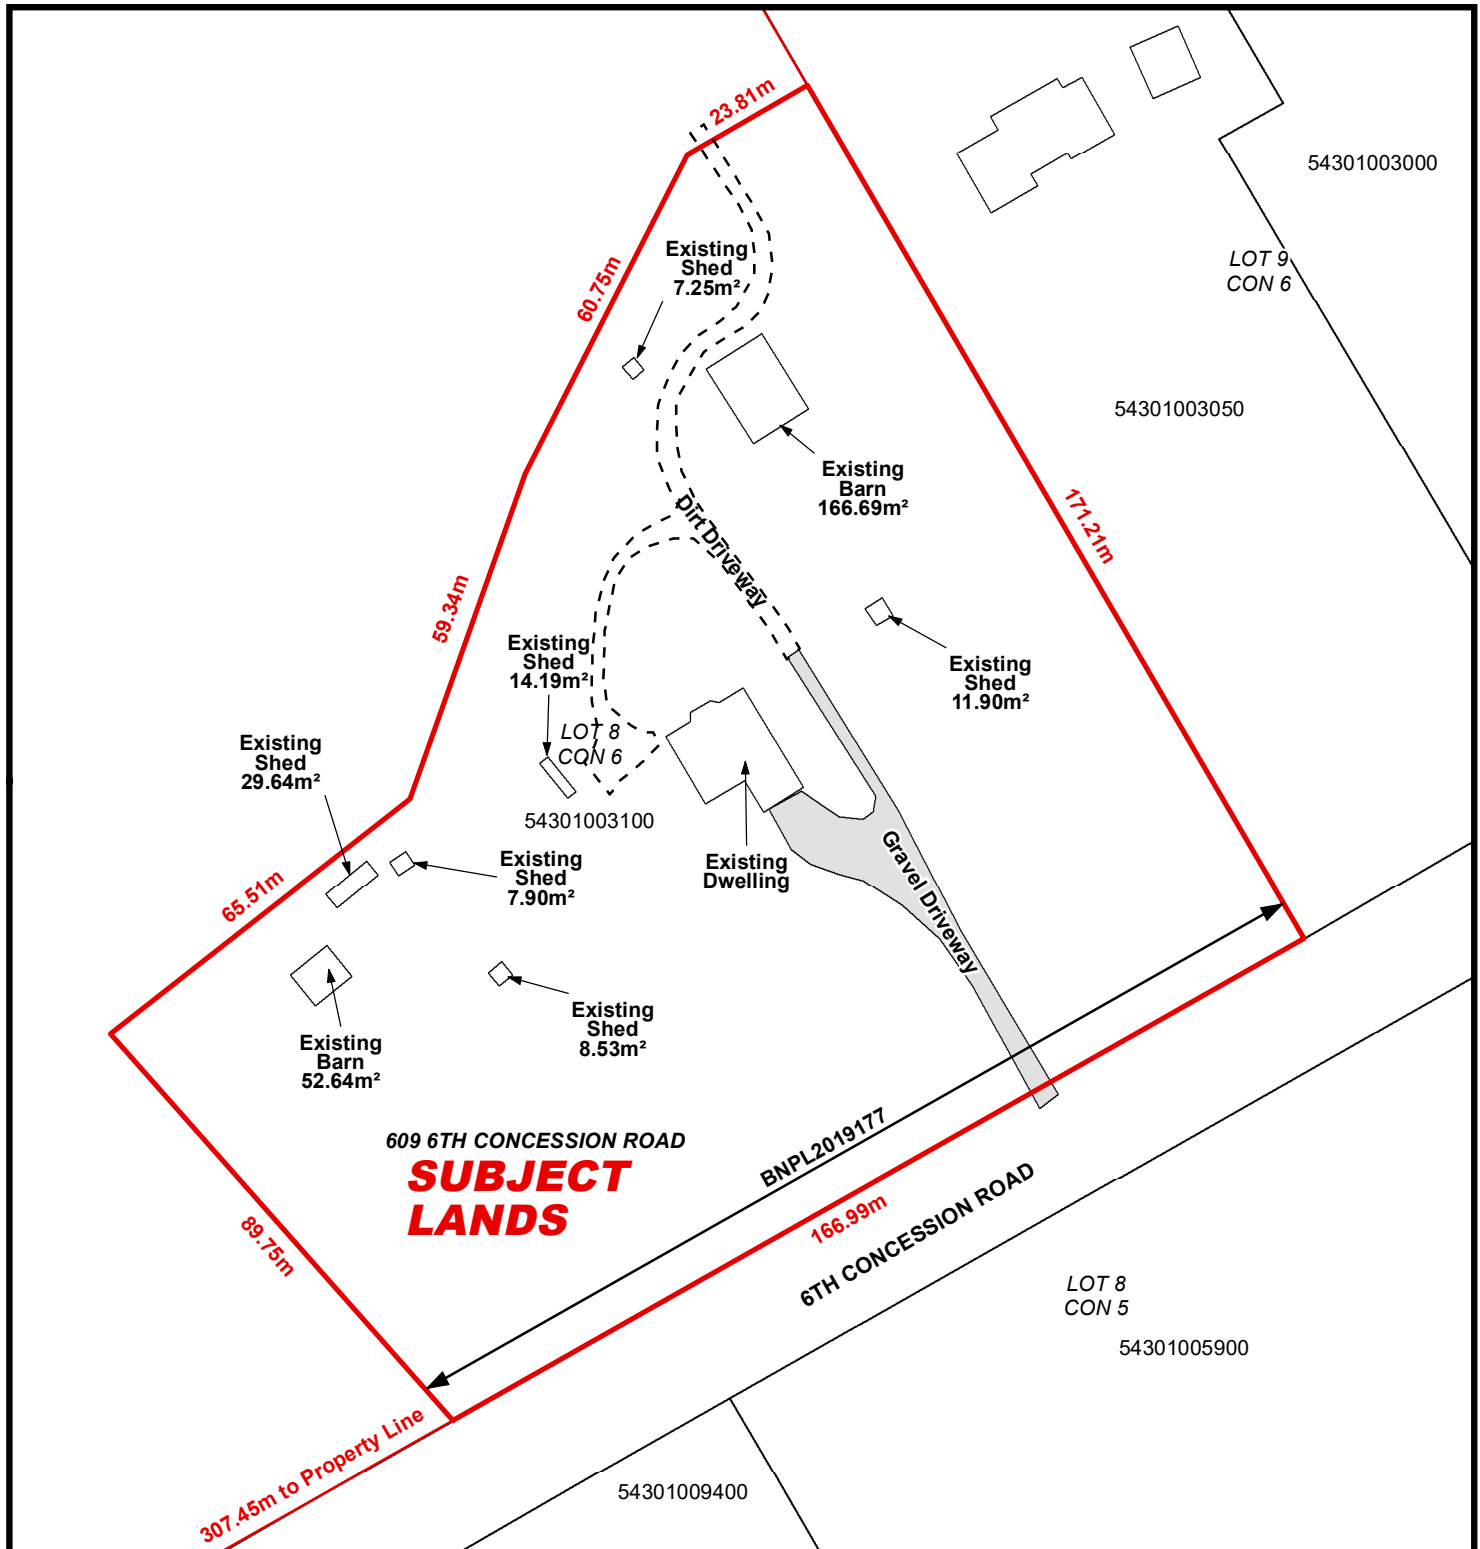 23.81m
54301003000
LOT 9
CON 6
Existing
Shed
7.25m²
60.75m
54301003050
Existing
Barn
166.69m²
171.21m
Dirt Driveway
59.34m
Existing
Shed
14.19m²
Existing
Shed
11.90m²
LOT 8
CON 6
Existing
Shed
29.64m²
54301003100
Existing
Shed
7.90m²
Existing
Dwelling
Gravel Driveway
65.51m
Existing
Shed
8.53m²
Existing
Barn
52.64m²
609 6TH CONCESSION ROAD
SUBJECT
LANDS
BNPL2019177
166.99m
6TH CONCESSION ROAD
89.75m
LOT 8
CON 5
54301005900
307.45m to Property Line
54301009400